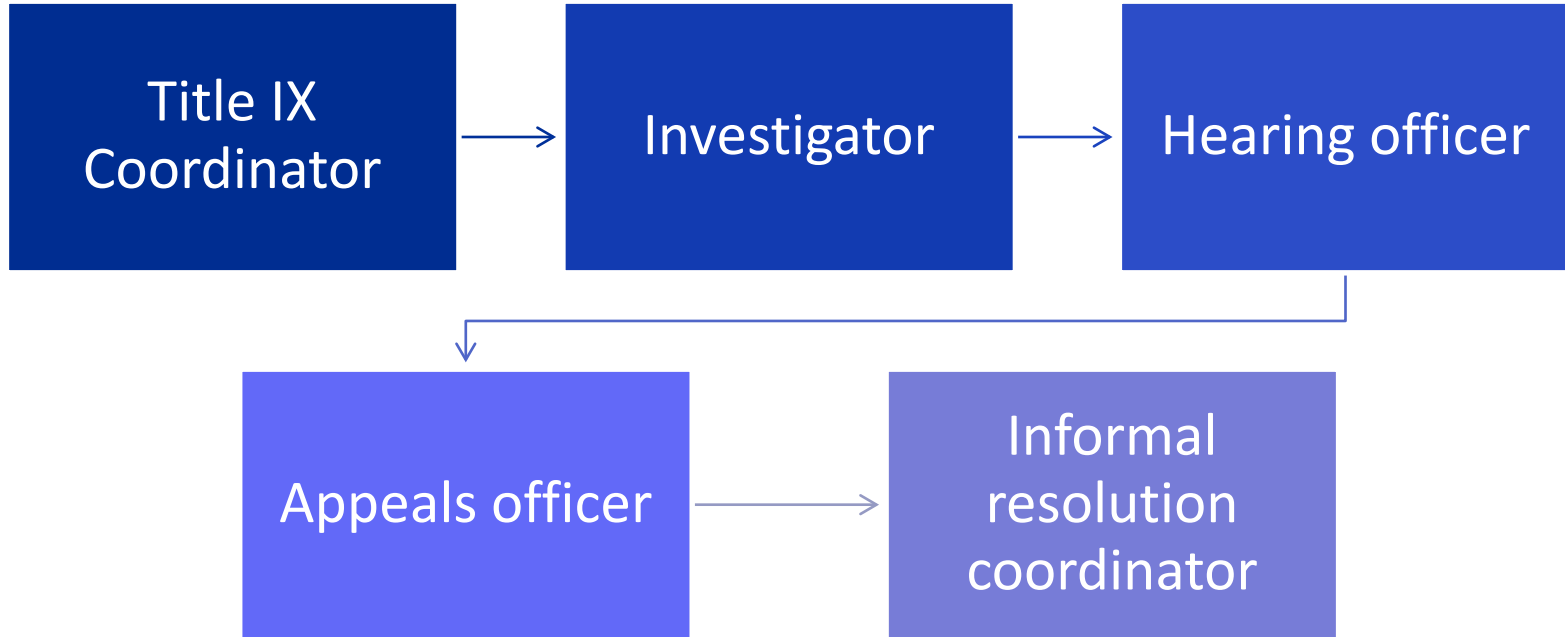 Title IX
Coordinator
Investigator
Hearing officer
Appeals officer
Informal
resolution
coordinator